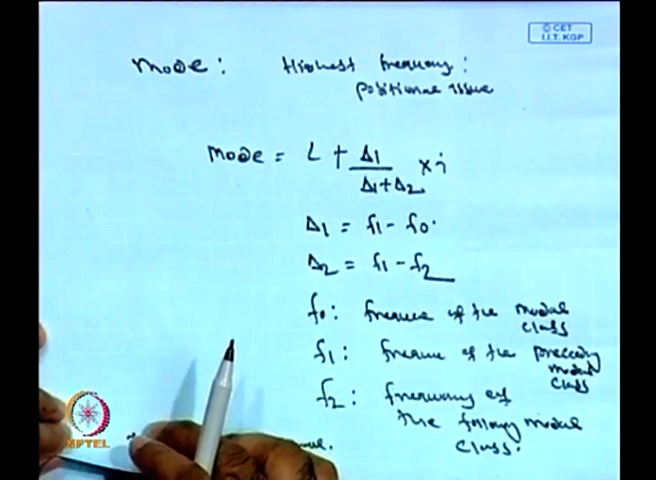 © CET
I.I.T. KGP
Mode: Highest frequency:
positional issue
Mode = L + Δ1 / Δ1+Δ2 × i
Δ1 = f1 - f0
Δ2 = f1 - f2
f0: frequency of the modal class
f1: frequency of the preceding modal class
f2: frequency of
the following modal
class.
NPTEL